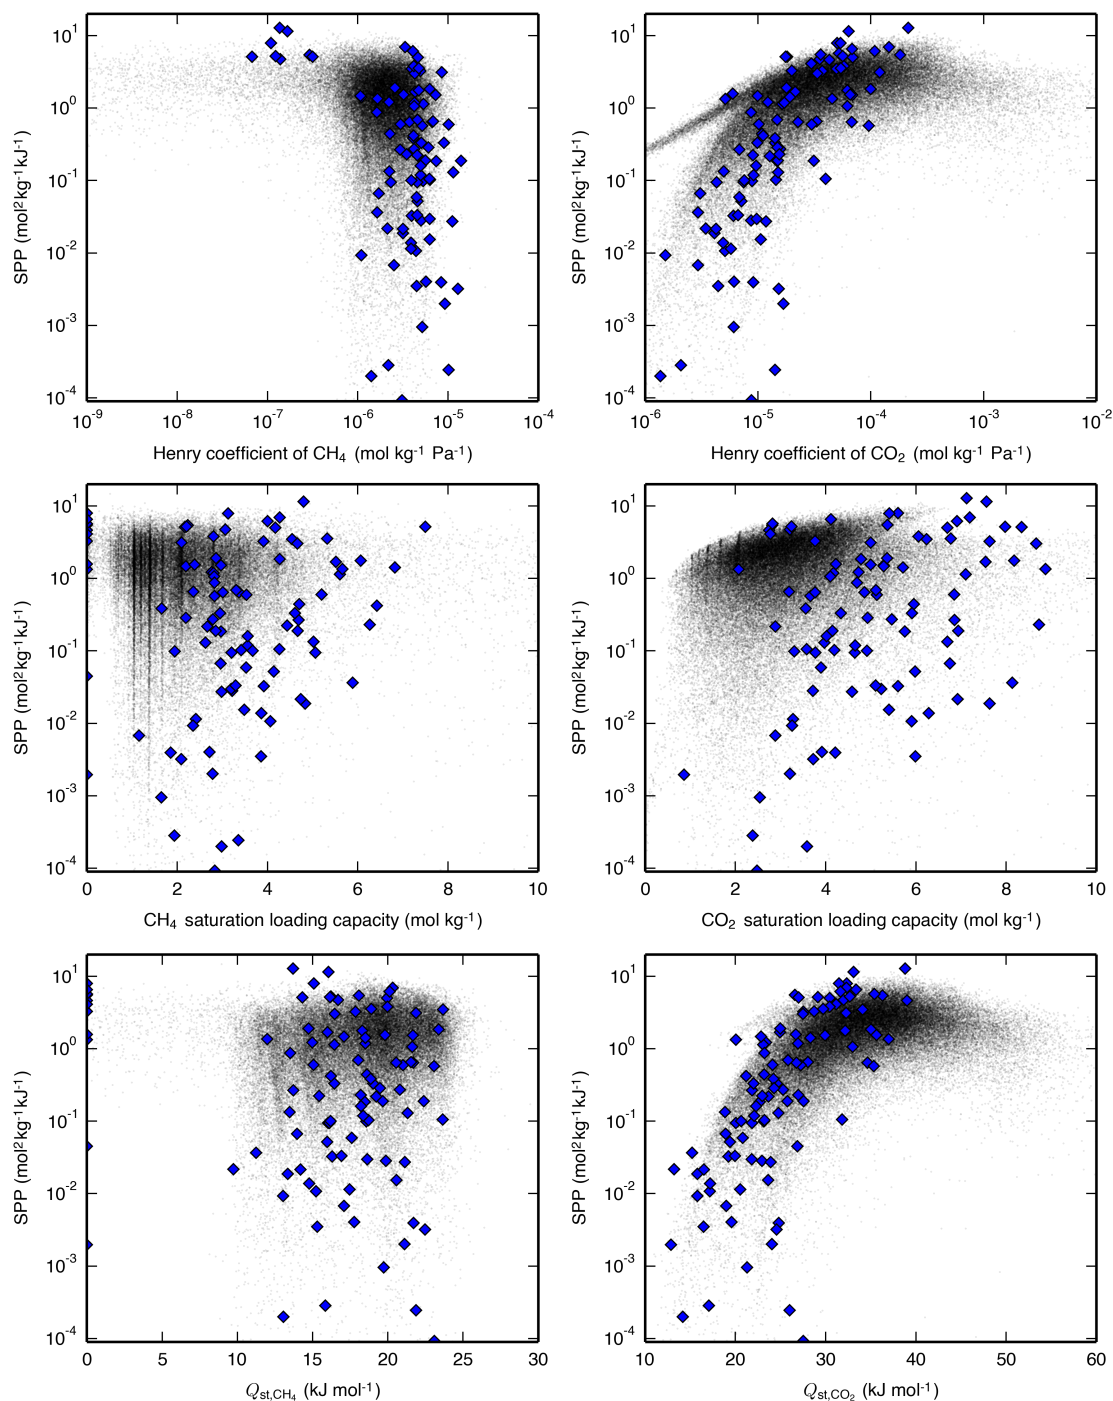 10¹ 10¹
10⁰ 10⁰
10⁻¹ 10⁻¹
SPP (mol²kg⁻¹kJ⁻¹) SPP (mol²kg⁻¹kJ⁻¹)
10⁻² 10⁻²
10⁻³ 10⁻³
10⁻⁴ 10⁻⁴
10⁻⁹ 10⁻⁸ 10⁻⁷ 10⁻⁶ 10⁻⁵ 10⁻⁴ 10⁻⁶ 10⁻⁵ 10⁻⁴ 10⁻³ 10⁻²
Henry coefficient of CH₄ (mol kg⁻¹ Pa⁻¹) Henry coefficient of CO₂ (mol kg⁻¹ Pa⁻¹)
10¹ 10¹
10⁰ 10⁰
10⁻¹ 10⁻¹
SPP (mol²kg⁻¹kJ⁻¹) SPP (mol²kg⁻¹kJ⁻¹)
10⁻² 10⁻²
10⁻³ 10⁻³
10⁻⁴ 10⁻⁴
0 2 4 6 8 10 0 2 4 6 8 10
CH₄ saturation loading capacity (mol kg⁻¹) CO₂ saturation loading capacity (mol kg⁻¹)
10¹ 10¹
10⁰ 10⁰
10⁻¹ 10⁻¹
SPP (mol²kg⁻¹kJ⁻¹) SPP (mol²kg⁻¹kJ⁻¹)
10⁻² 10⁻²
10⁻³ 10⁻³
10⁻⁴ 10⁻⁴
0 5 10 15 20 25 30 10 20 30 40 50 60
Qst,CH₄ (kJ mol⁻¹) Qst,CO₂ (kJ mol⁻¹)